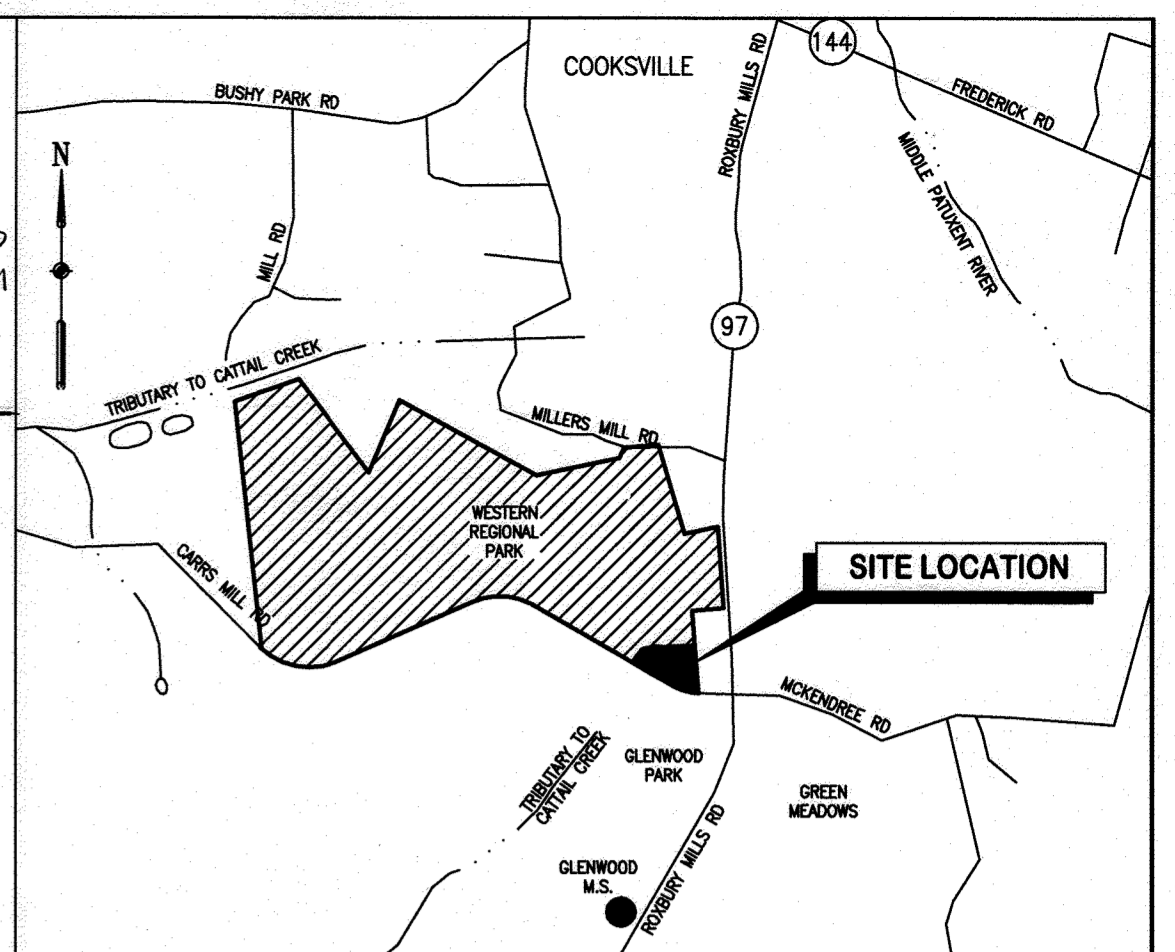 COOKSVILLE
144
BUSHY PARK RD
ROXBURY MILLS RD
FREDERICK RD
N
MIDDLE PATUXENT RIVER
MILL RD
97
TRIBUTARY TO CATTAIL CREEK
MILLERS MILL RD
WESTERN
REGIONAL
PARK
CARRS MILL RD
SITE LOCATION
MCKENDREE RD
TRIBUTARY TO
CATTAIL CREEK
GLENWOOD
PARK
GREEN
MEADOWS
GLENWOOD
M.S.
ROXBURY MILLS RD